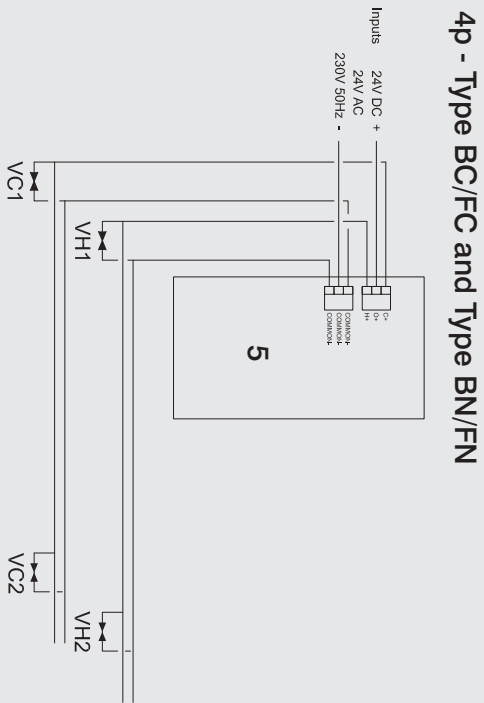 4p - Type BC/FC and Type BN/FN
Inputs
24V DC +
24V AC
230V 50Hz -
C+
O+
H+
COMMON-
COMMON-
COMMON-
5
VC1
VH1
VC2
VH2